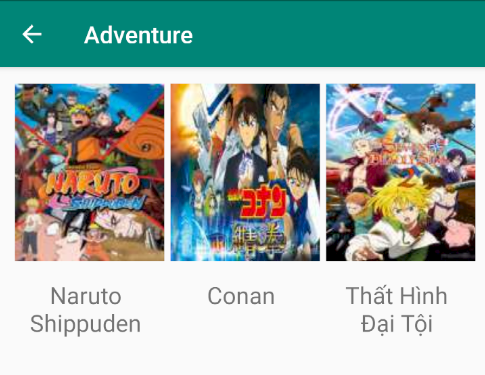 Adventure
NARUTO
SHIPPUDEN
コナン
Naruto
Shippuden
Conan
Thất Hình
Đại Tội